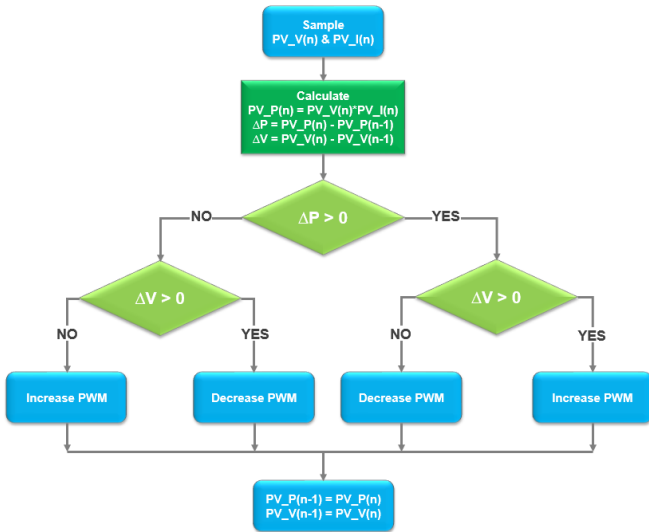 Sample
PV_V(n) & PV_I(n)
Calculate
PV_P(n) = PV_V(n)*PV_I(n)
ΔP = PV_P(n) - PV_P(n-1)
ΔV = PV_V(n) - PV_V(n-1)
ΔP > 0
NO
YES
ΔV > 0
ΔV > 0
NO
YES
NO
YES
Increase PWM
Decrease PWM
Decrease PWM
Increase PWM
PV_P(n-1) = PV_P(n)
PV_V(n-1) = PV_V(n)